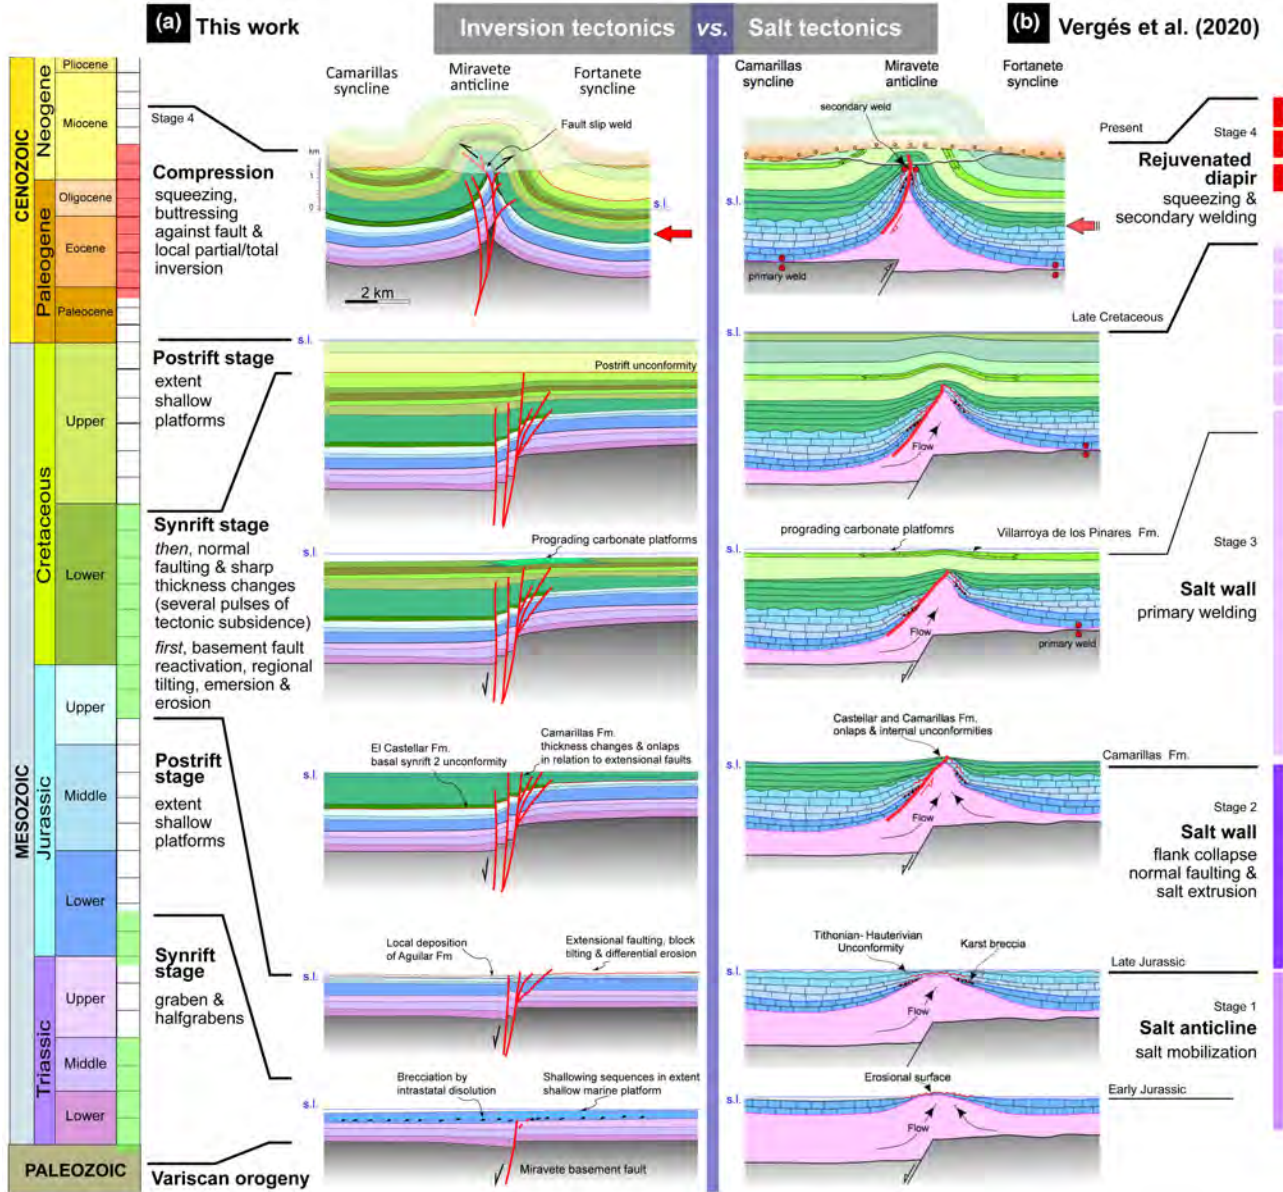 (a) This work
Inversion tectonics vs. Salt tectonics
(b) Vergés et al. (2020)
CENOZOIC
MESOZOIC
PALEOZOIC
Neogene
Paleogene
Cretaceous
Jurassic
Triassic
Pliocene
Miocene
Oligocene
Eocene
Paleocene
Upper
Lower
Upper
Middle
Lower
Upper
Middle
Lower
Stage 4
Compression
squeezing,
buttressing
against fault &
local partial/total
inversion
Postrift stage
extent
shallow
platforms
Synrift stage
then, normal
faulting & sharp
thickness changes
(several pulses of
tectonic subsidence)
first, basement fault
reactivation, regional
tilting, emersion &
erosion
Postrift
stage
extent
shallow
platforms
Synrift
stage
graben &
halfgrabens
Variscan orogeny
Camarillas
syncline
Miravete
anticline
Fortanete
syncline
Fault slip weld
km
1
0
s.l.
2 km
s.l.
Postrift unconformity
s.l.
Prograding carbonate platforms
El Castellar Fm.
basal synrift 2 unconformity
Camarillas Fm.
thickness changes & onlaps
in relation to extensional faults
s.l.
Local deposition
of Aguilar Fm
Extensional faulting, block
tilting & differential erosion
s.l.
Brecciation by
intrastatal disolution
Shallowing sequences in extent
shallow marine platform
s.l.
Miravete basement fault
Camarillas
syncline
Miravete
anticline
Fortanete
syncline
secondary weld
s.l.
primary weld
Present
Stage 4
Rejuvenated
diapir
squeezing &
secondary welding
Late Cretaceous
s.l.
Flow
prograding carbonate platfomrs
Villarroya de los Pinares Fm.
s.l.
Flow
primary weld
Stage 3
Salt wall
primary welding
Castellar and Camarillas Fm.
onlaps & internal unconformities
s.l.
Flow
Camarillas Fm.
Stage 2
Salt wall
flank collapse
normal faulting &
salt extrusion
Tithonian- Hauterivian
Unconformity
Karst breccia
s.l.
Flow
Late Jurassic
Stage 1
Salt anticline
salt mobilization
Erosional surface
s.l.
Flow
Early Jurassic